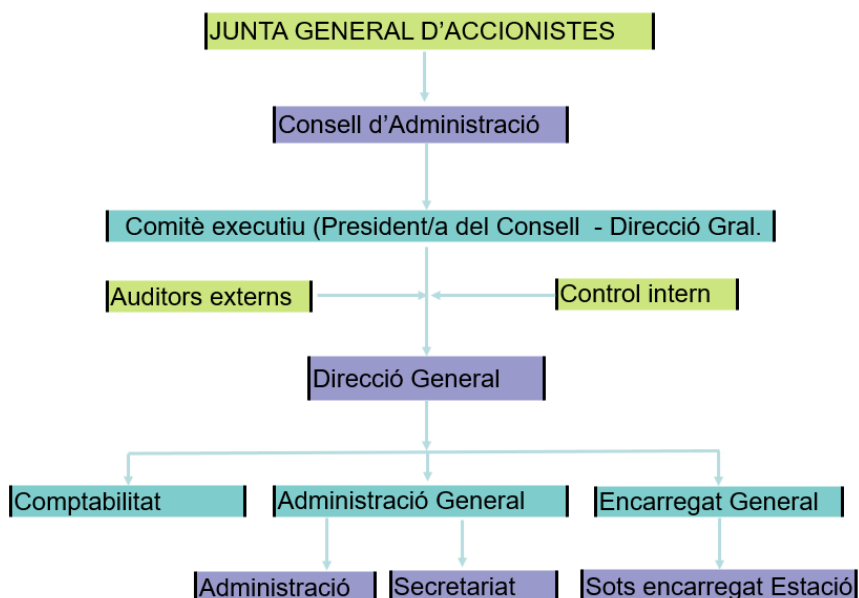 JUNTA GENERAL D’ACCIONISTES
Consell d’Administració
Comitè executiu (President/a del Consell - Direcció Gral.
Auditors externs
Control intern
Direcció General
Comptabilitat
Administració General
Encarregat General
Administració
Secretariat
Sots encarregat Estació